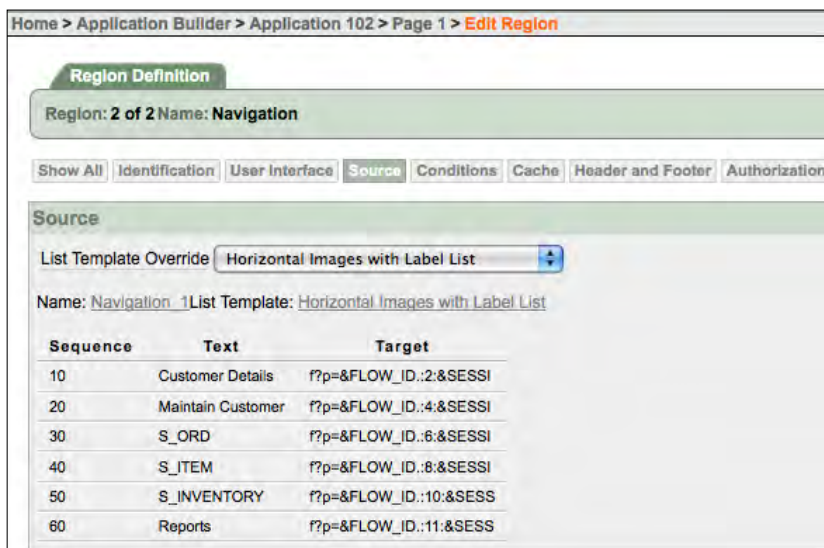 Home > Application Builder > Application 102 > Page 1 > Edit Region
Region Definition
Region: 2 of 2 Name: Navigation
Show All Identification User Interface Source Conditions Cache Header and Footer Authorization
Source
List Template Override Horizontal Images with Label List
Name: Navigation_1List Template: Horizontal Images with Label List
Sequence Text Target
10 Customer Details f?p=&FLOW_ID.:2:&SESSI
20 Maintain Customer f?p=&FLOW_ID.:4:&SESSI
30 S_ORD f?p=&FLOW_ID.:6:&SESSI
40 S_ITEM f?p=&FLOW_ID.:8:&SESSI
50 S_INVENTORY f?p=&FLOW_ID.:10:&SESS
60 Reports f?p=&FLOW_ID.:11:&SESS